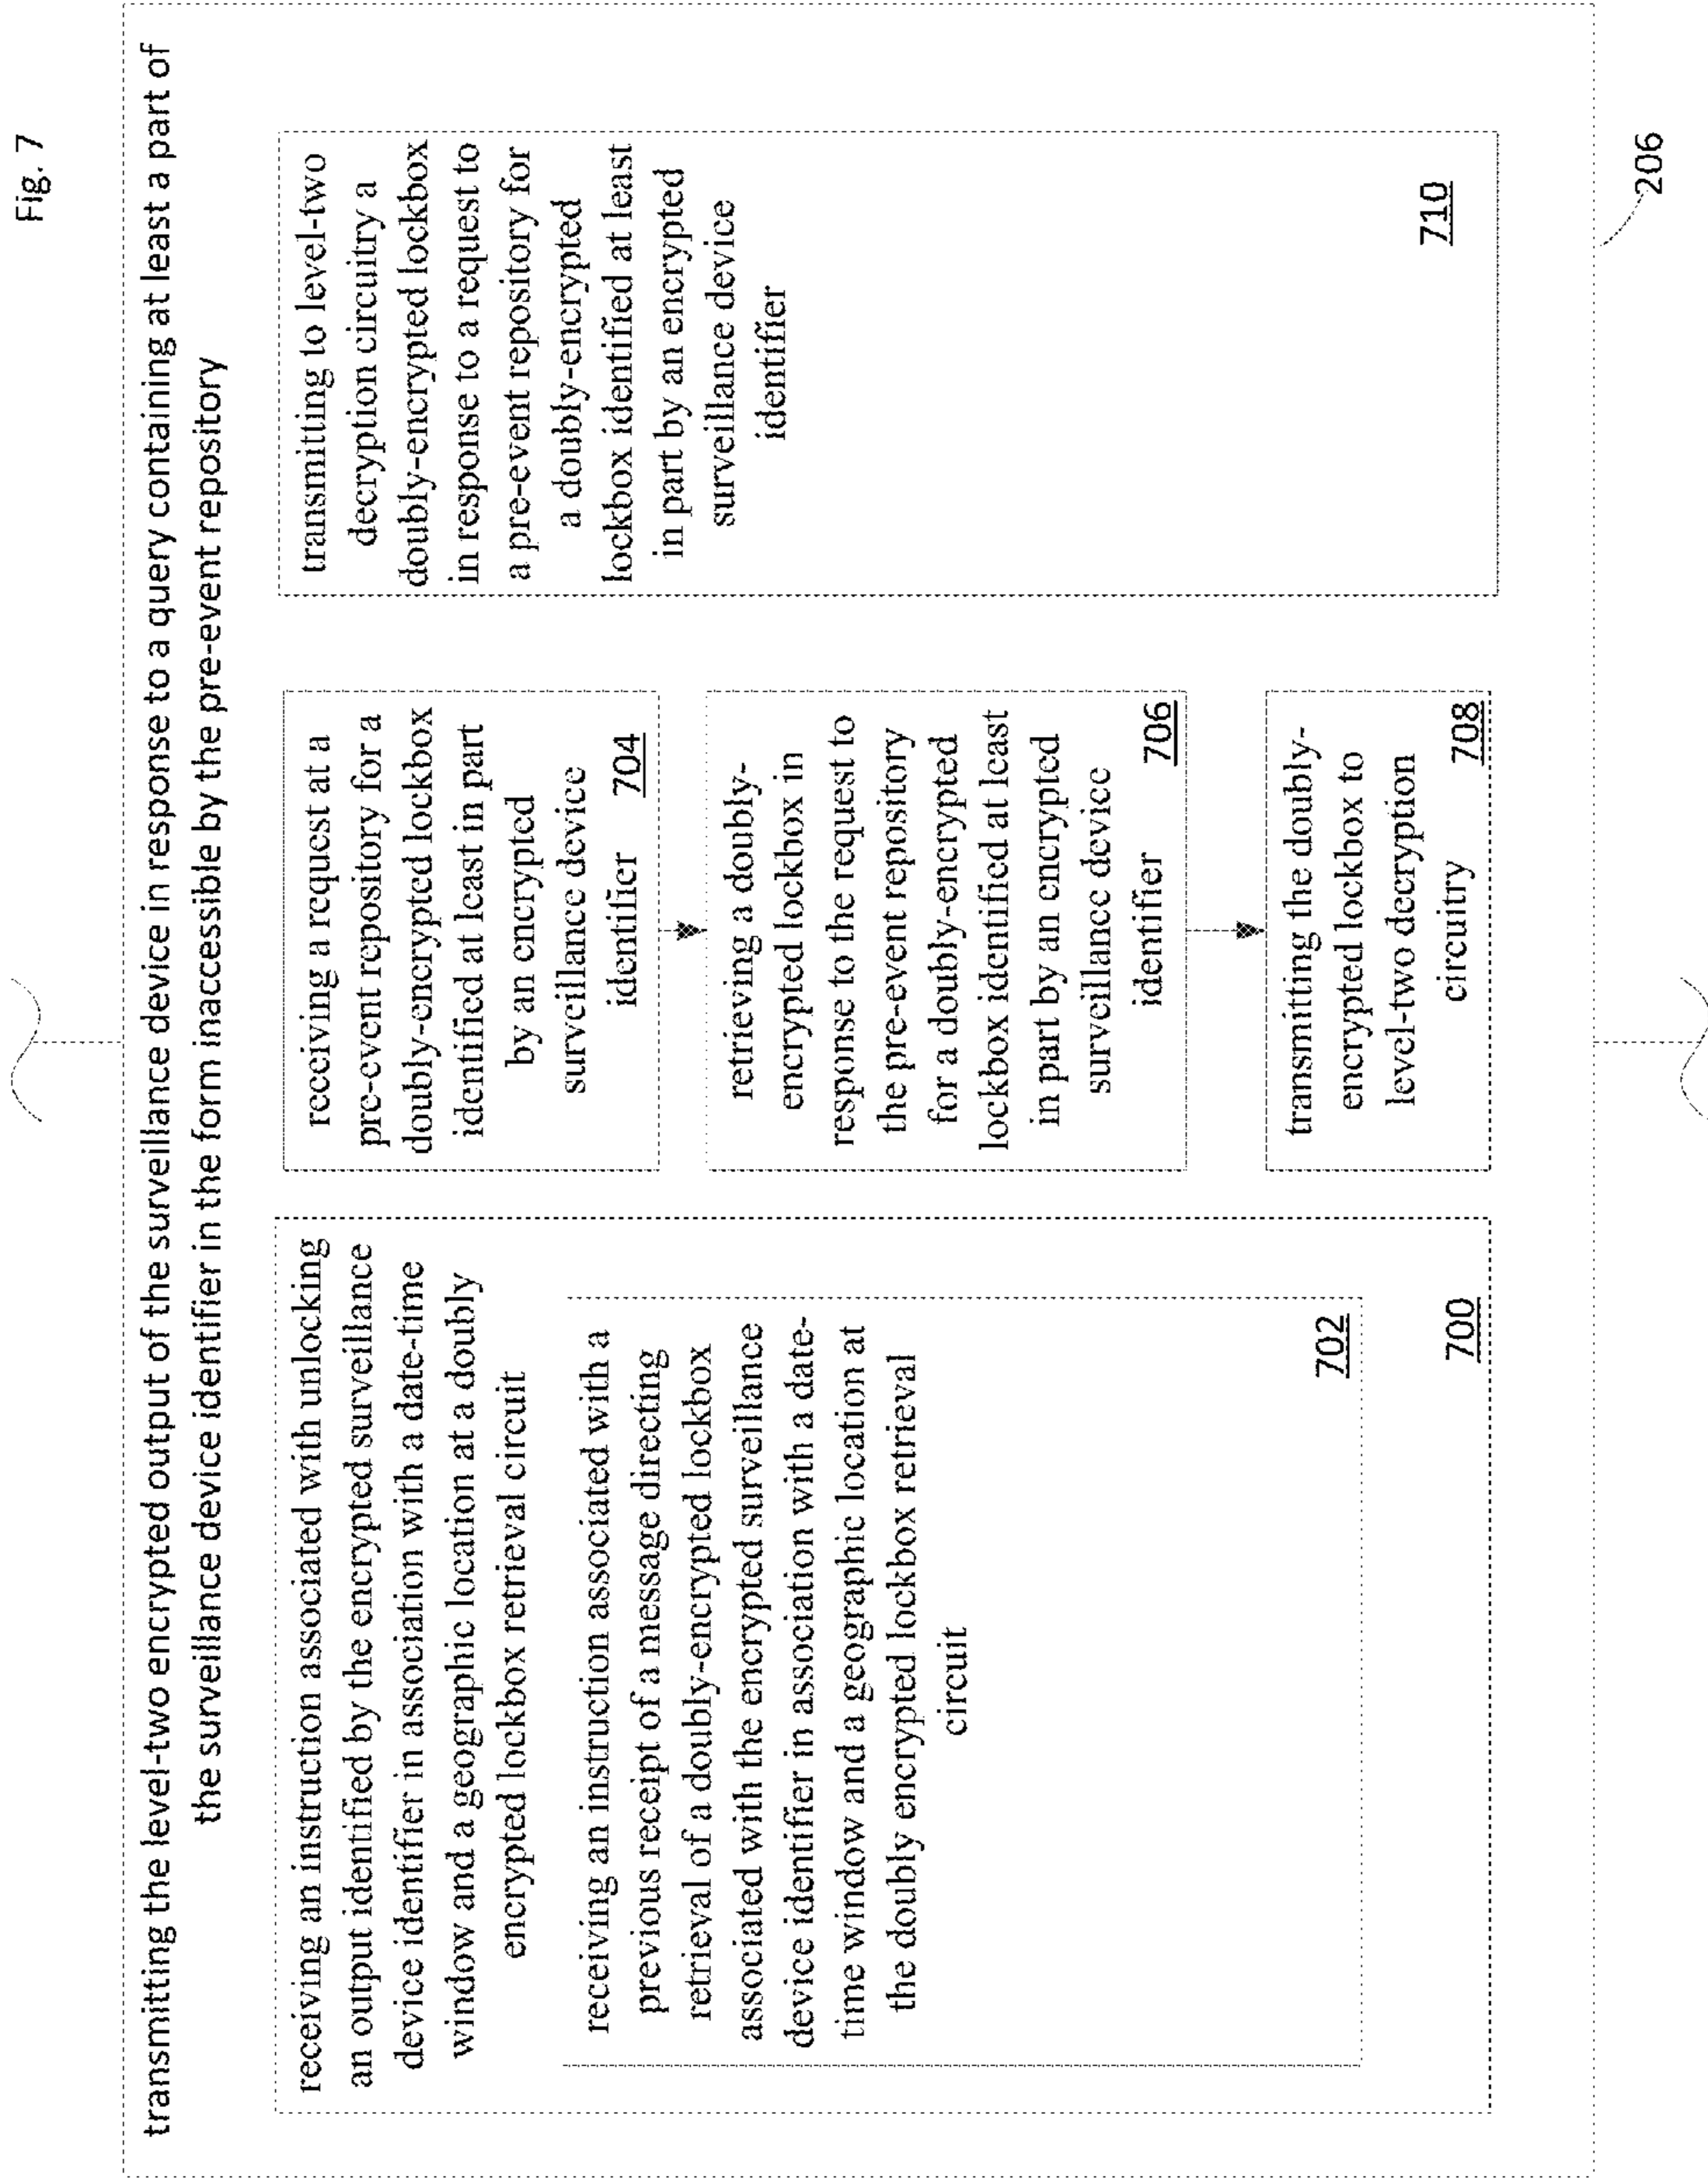 Fig. 7
transmitting the level-two encrypted output of the surveillance device in response to a query containing at least a part of
the surveillance device identifier in the form inaccessible by the pre-event repository
receiving an instruction associated with unlocking
an output identified by the encrypted surveillance
device identifier in association with a date-time
window and a geographic location at a doubly
encrypted lockbox retrieval circuit
receiving an instruction associated with a
previous receipt of a message directing
retrieval of a doubly-encrypted lockbox
associated with the encrypted surveillance
device identifier in association with a date-
time window and a geographic location at
the doubly encrypted lockbox retrieval
circuit
702
700
receiving a request at a
pre-event repository for a
doubly-encrypted lockbox
identified at least in part
by an encrypted
surveillance device
identifier 704
retrieving a doubly-
encrypted lockbox in
response to the request to
the pre-event repository
for a doubly-encrypted
lockbox identified at least
in part by an encrypted
surveillance device
identifier 706
transmitting the doubly-
encrypted lockbox to
level-two decryption
circuitry 708
transmitting to level-two
decryption circuitry a
doubly-encrypted lockbox
in response to a request to
a pre-event repository for
a doubly-encrypted
lockbox identified at least
in part by an encrypted
surveillance device
identifier
710
206